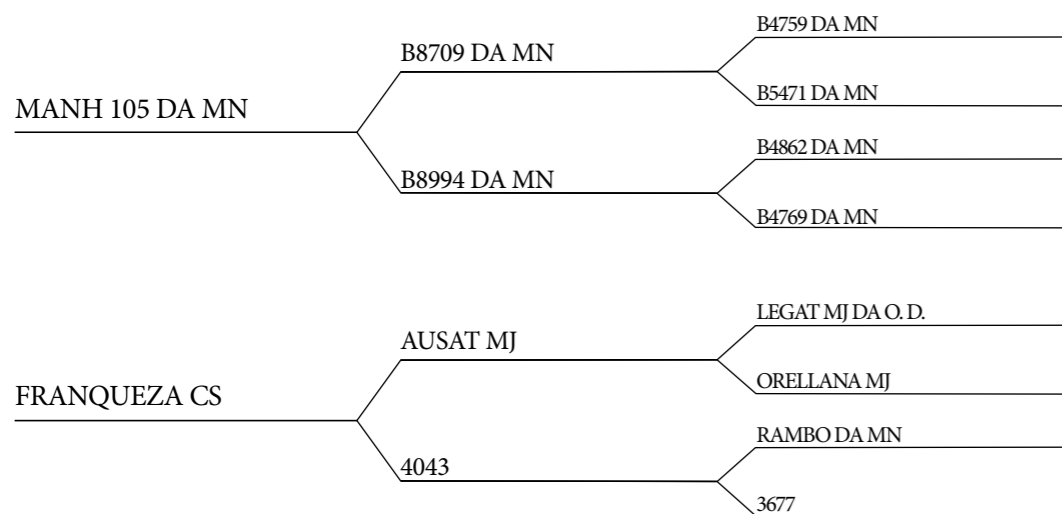 B4759 DA MN
B8709 DA MN
B5471 DA MN
MANH 105 DA MN
B4862 DA MN
B8994 DA MN
B4769 DA MN
LEGAT MJ DA O. D.
AUSAT MJ
ORELLANA MJ
FRANQUEZA CS
RAMBO DA MN
4043
3677